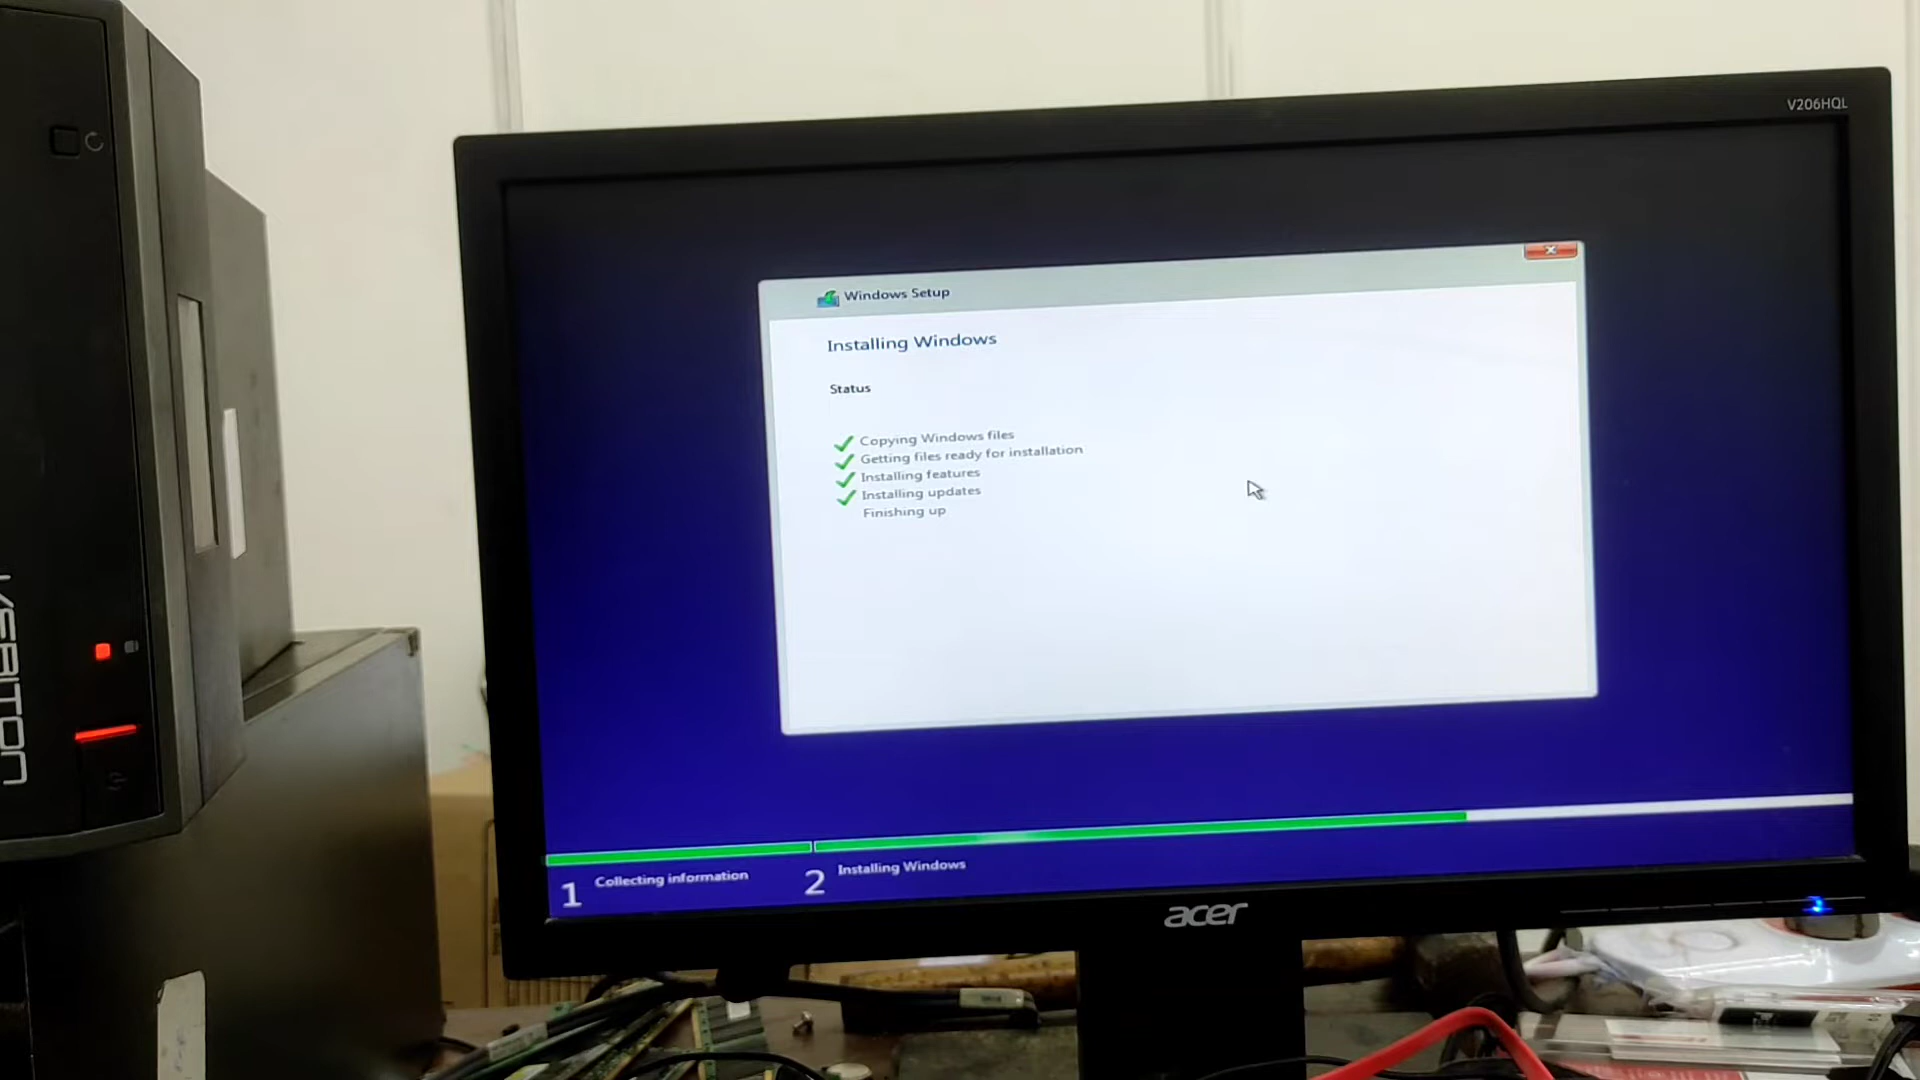 V206HQL
Windows Setup
Installing Windows
Status
Copying Windows files
Getting files ready for installation
Installing features
Installing updates
Finishing up
1 Collecting information
2 Installing Windows
acer
VERITON